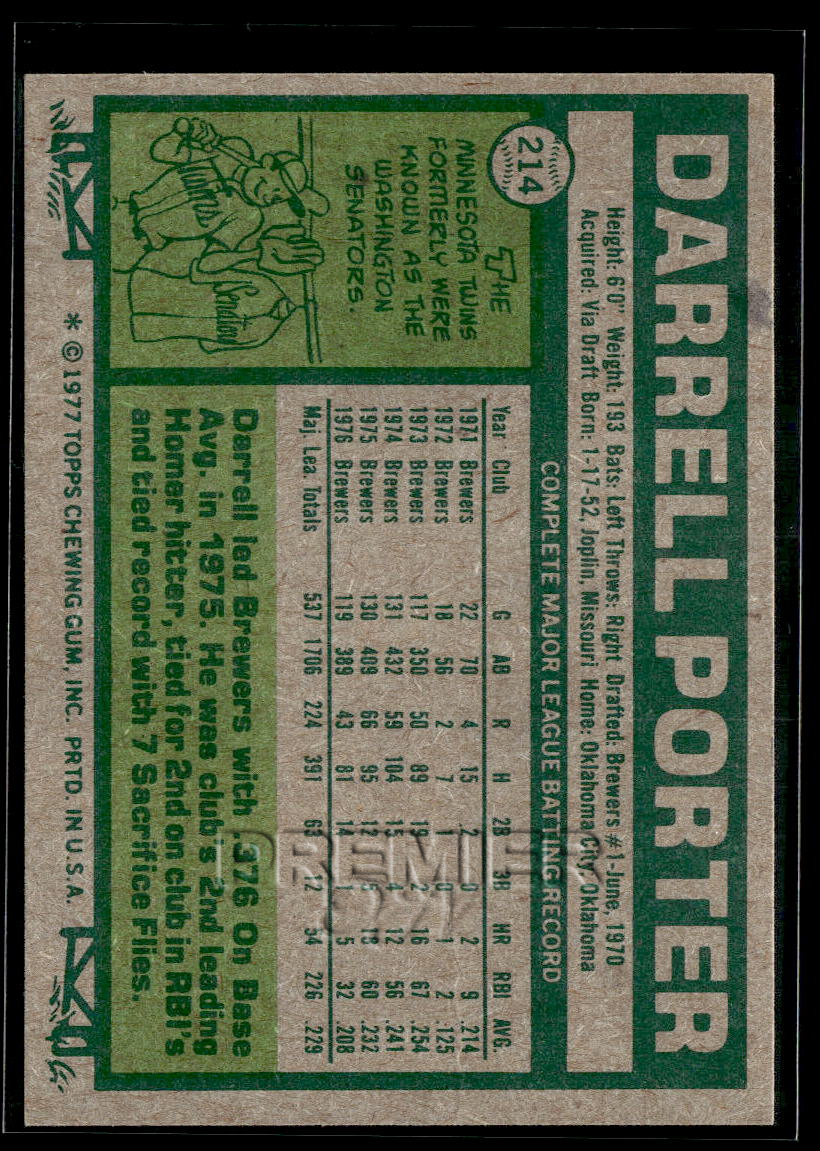 DARRELL PORTER
214
Height: 6'0" Weight: 193 Bats: Left Throws: Right Drafted: Brewers #1-June, 1970
Acquired: Via Draft Born: 1-17-52, Joplin, Missouri Home: Oklahoma City, Oklahoma
COMPLETE MAJOR LEAGUE BATTING RECORD
Year Club G AB R H 2B 3B HR RBI AVG.
1971 Brewers 22 70 4 15 2 0 2 9 .214
1972 Brewers 18 56 2 7 1 0 1 2 .125
1973 Brewers 117 350 50 89 19 2 16 67 .254
1974 Brewers 131 432 59 104 15 4 12 56 .241
1975 Brewers 130 409 66 95 12 5 18 60 .232
1976 Brewers 119 389 43 81 14 1 5 32 .208
Maj. Lea. Totals 537 1706 224 391 63 12 54 226 .229
THE
MINNESOTA TWINS
FORMERLY WERE
KNOWN AS THE
WASHINGTON
SENATORS.
Twins
Darrell led Brewers with .376 On Base
Avg. in 1975. He was club's 2nd leading
Homer hitter, tied for 2nd on club in RBI's
and tied record with 7 Sacrifice Flies.
* © 1977 TOPPS CHEWING GUM, INC. PRTD. IN U.S.A.
PREMIER